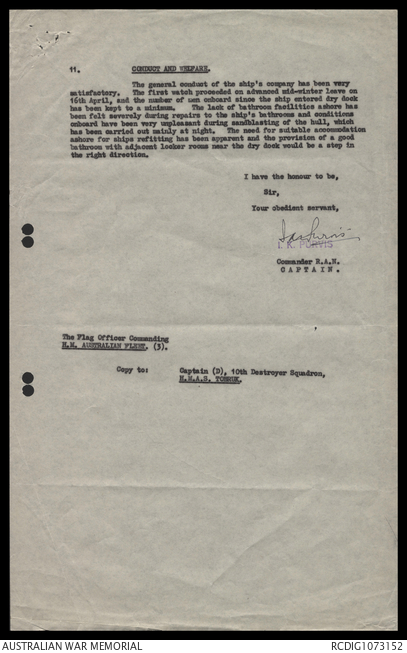 11. CONDUCT AND WELFARE.
The general conduct of the ship's company has been very
satisfactory. The first watch proceeded on advanced mid-winter leave on
16th April, and the number of men onboard since the ship entered dry dock
has been kept to a minimum. The lack of bathroom facilities ashore has
been felt severely during repairs to the ship's bathrooms and conditions
onboard have been very unpleasant during sandblasting of the hull, which
has been carried out mainly at night. The need for suitable accommodation
ashore for ships refitting has been apparent and the provision of a good
bathroom with adjacent locker rooms near the dry dock would be a step in
the right direction.
I have the honour to be,
Sir,
Your obedient servant,
I. K. PURVIS
Commander R.A.N.
CAPTAIN.
The Flag Officer Commanding
H.M. AUSTRALIAN FLEET. (3).
Copy to: Captain (D), 10th Destroyer Squadron,
H.M.A.S. TOBRUK.
AUSTRALIAN WAR MEMORIAL
RCDIG1073152